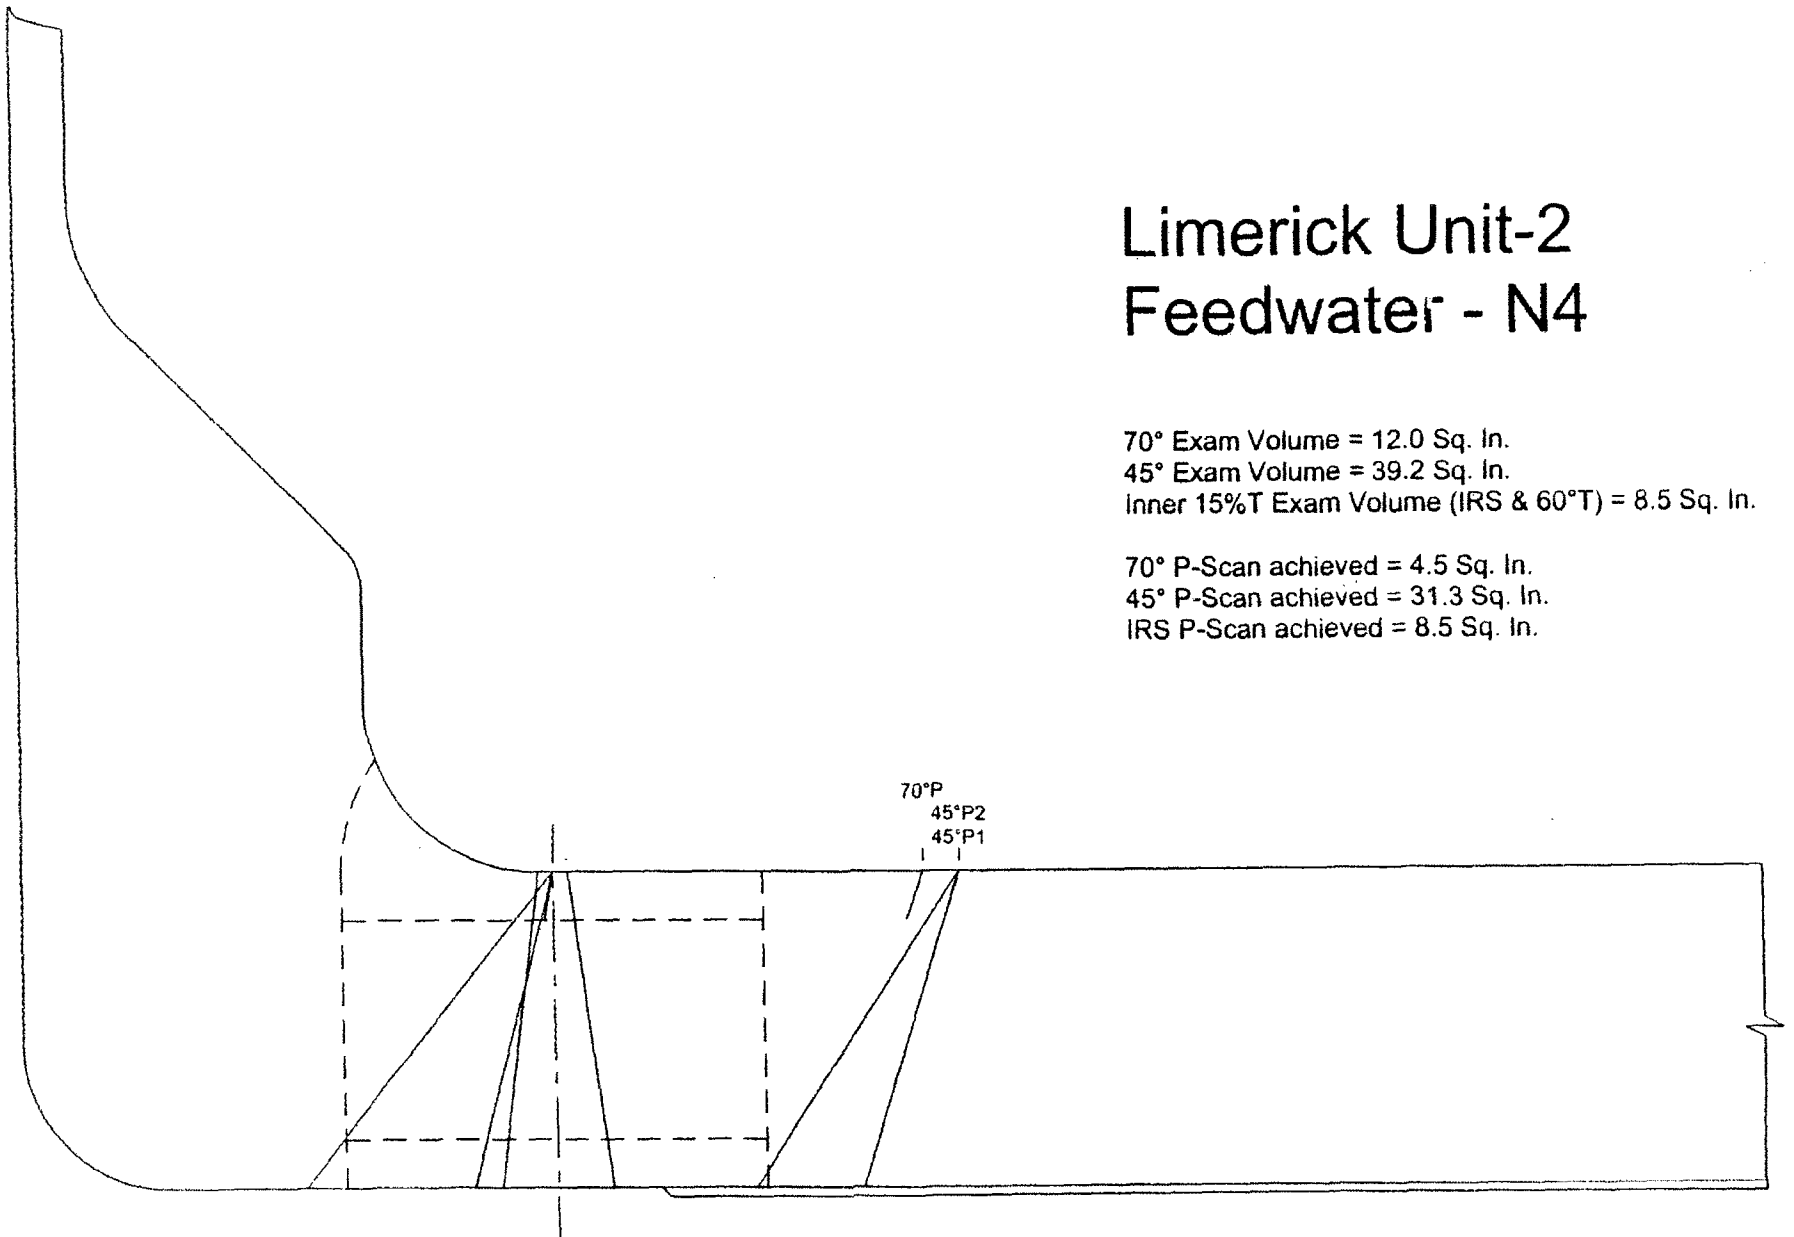 Limerick Unit-2
Feedwater - N4
70° Exam Volume = 12.0 Sq. In.
45° Exam Volume = 39.2 Sq. In.
Inner 15%T Exam Volume (IRS & 60°T) = 8.5 Sq. In.
70° P-Scan achieved = 4.5 Sq. In.
45° P-Scan achieved = 31.3 Sq. In.
IRS P-Scan achieved = 8.5 Sq. In.
70°P
45°P2
45°P1